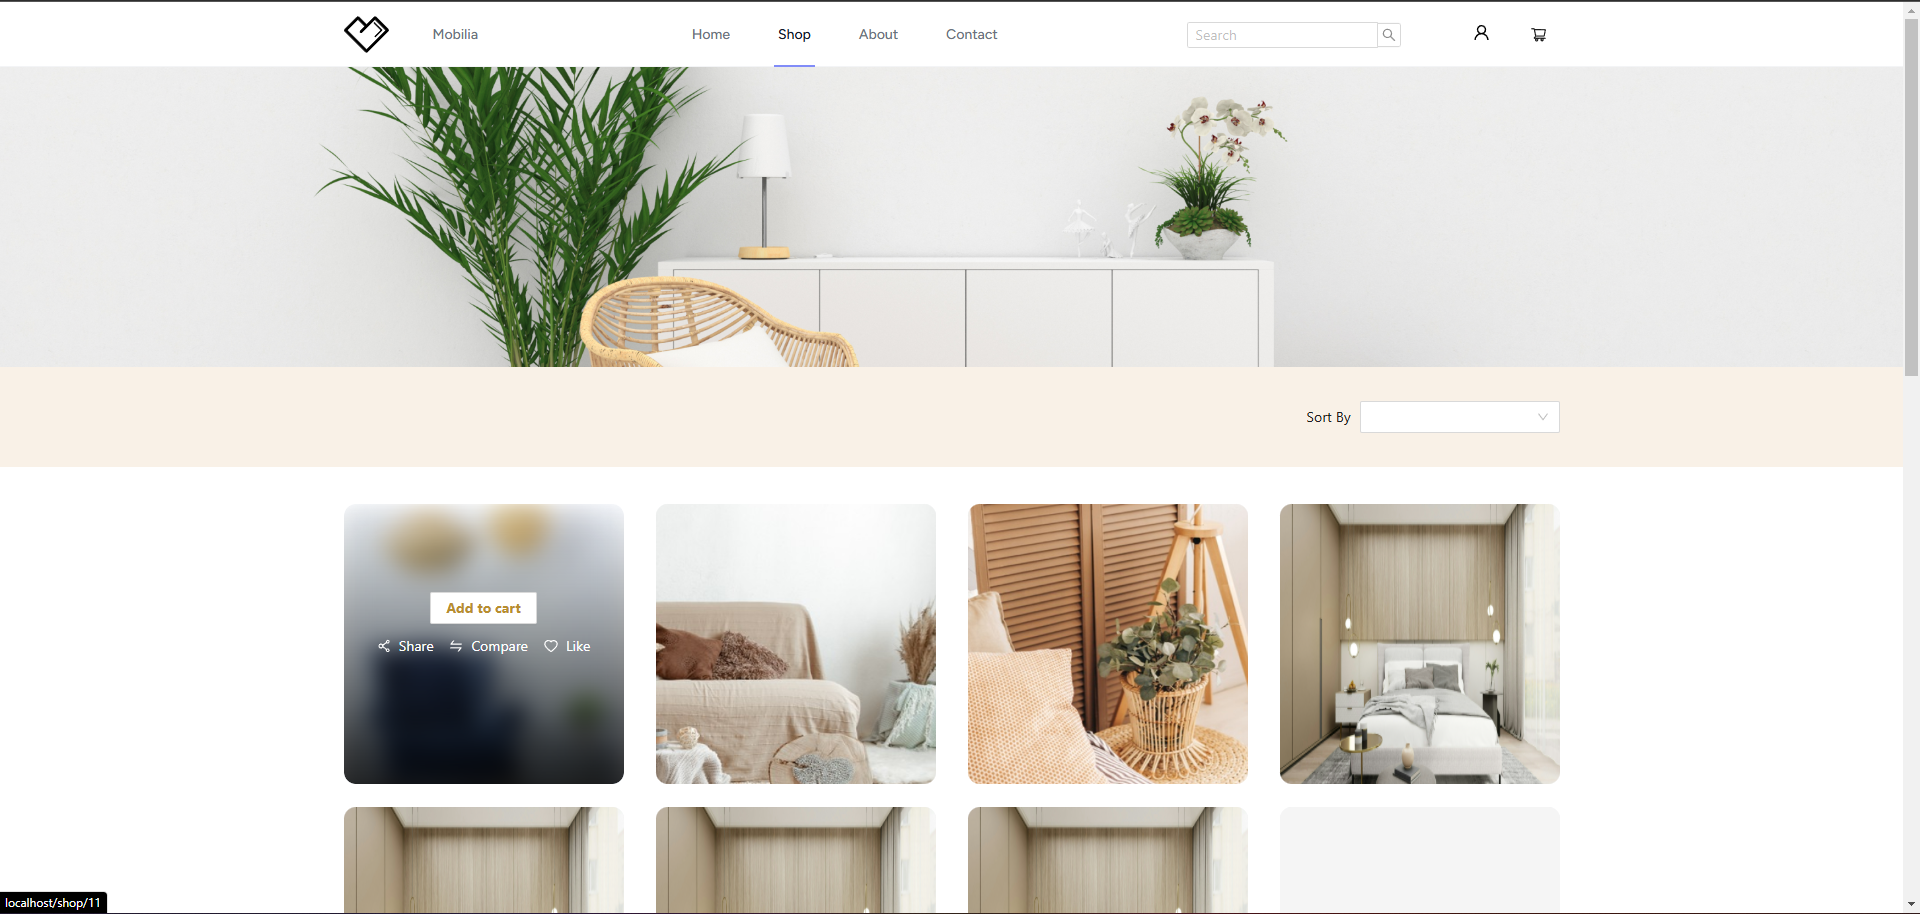 Mobilia
Home
Shop
About
Contact
Search
Sort By
Add to cart
Share
Compare
Like
localhost/shop/11